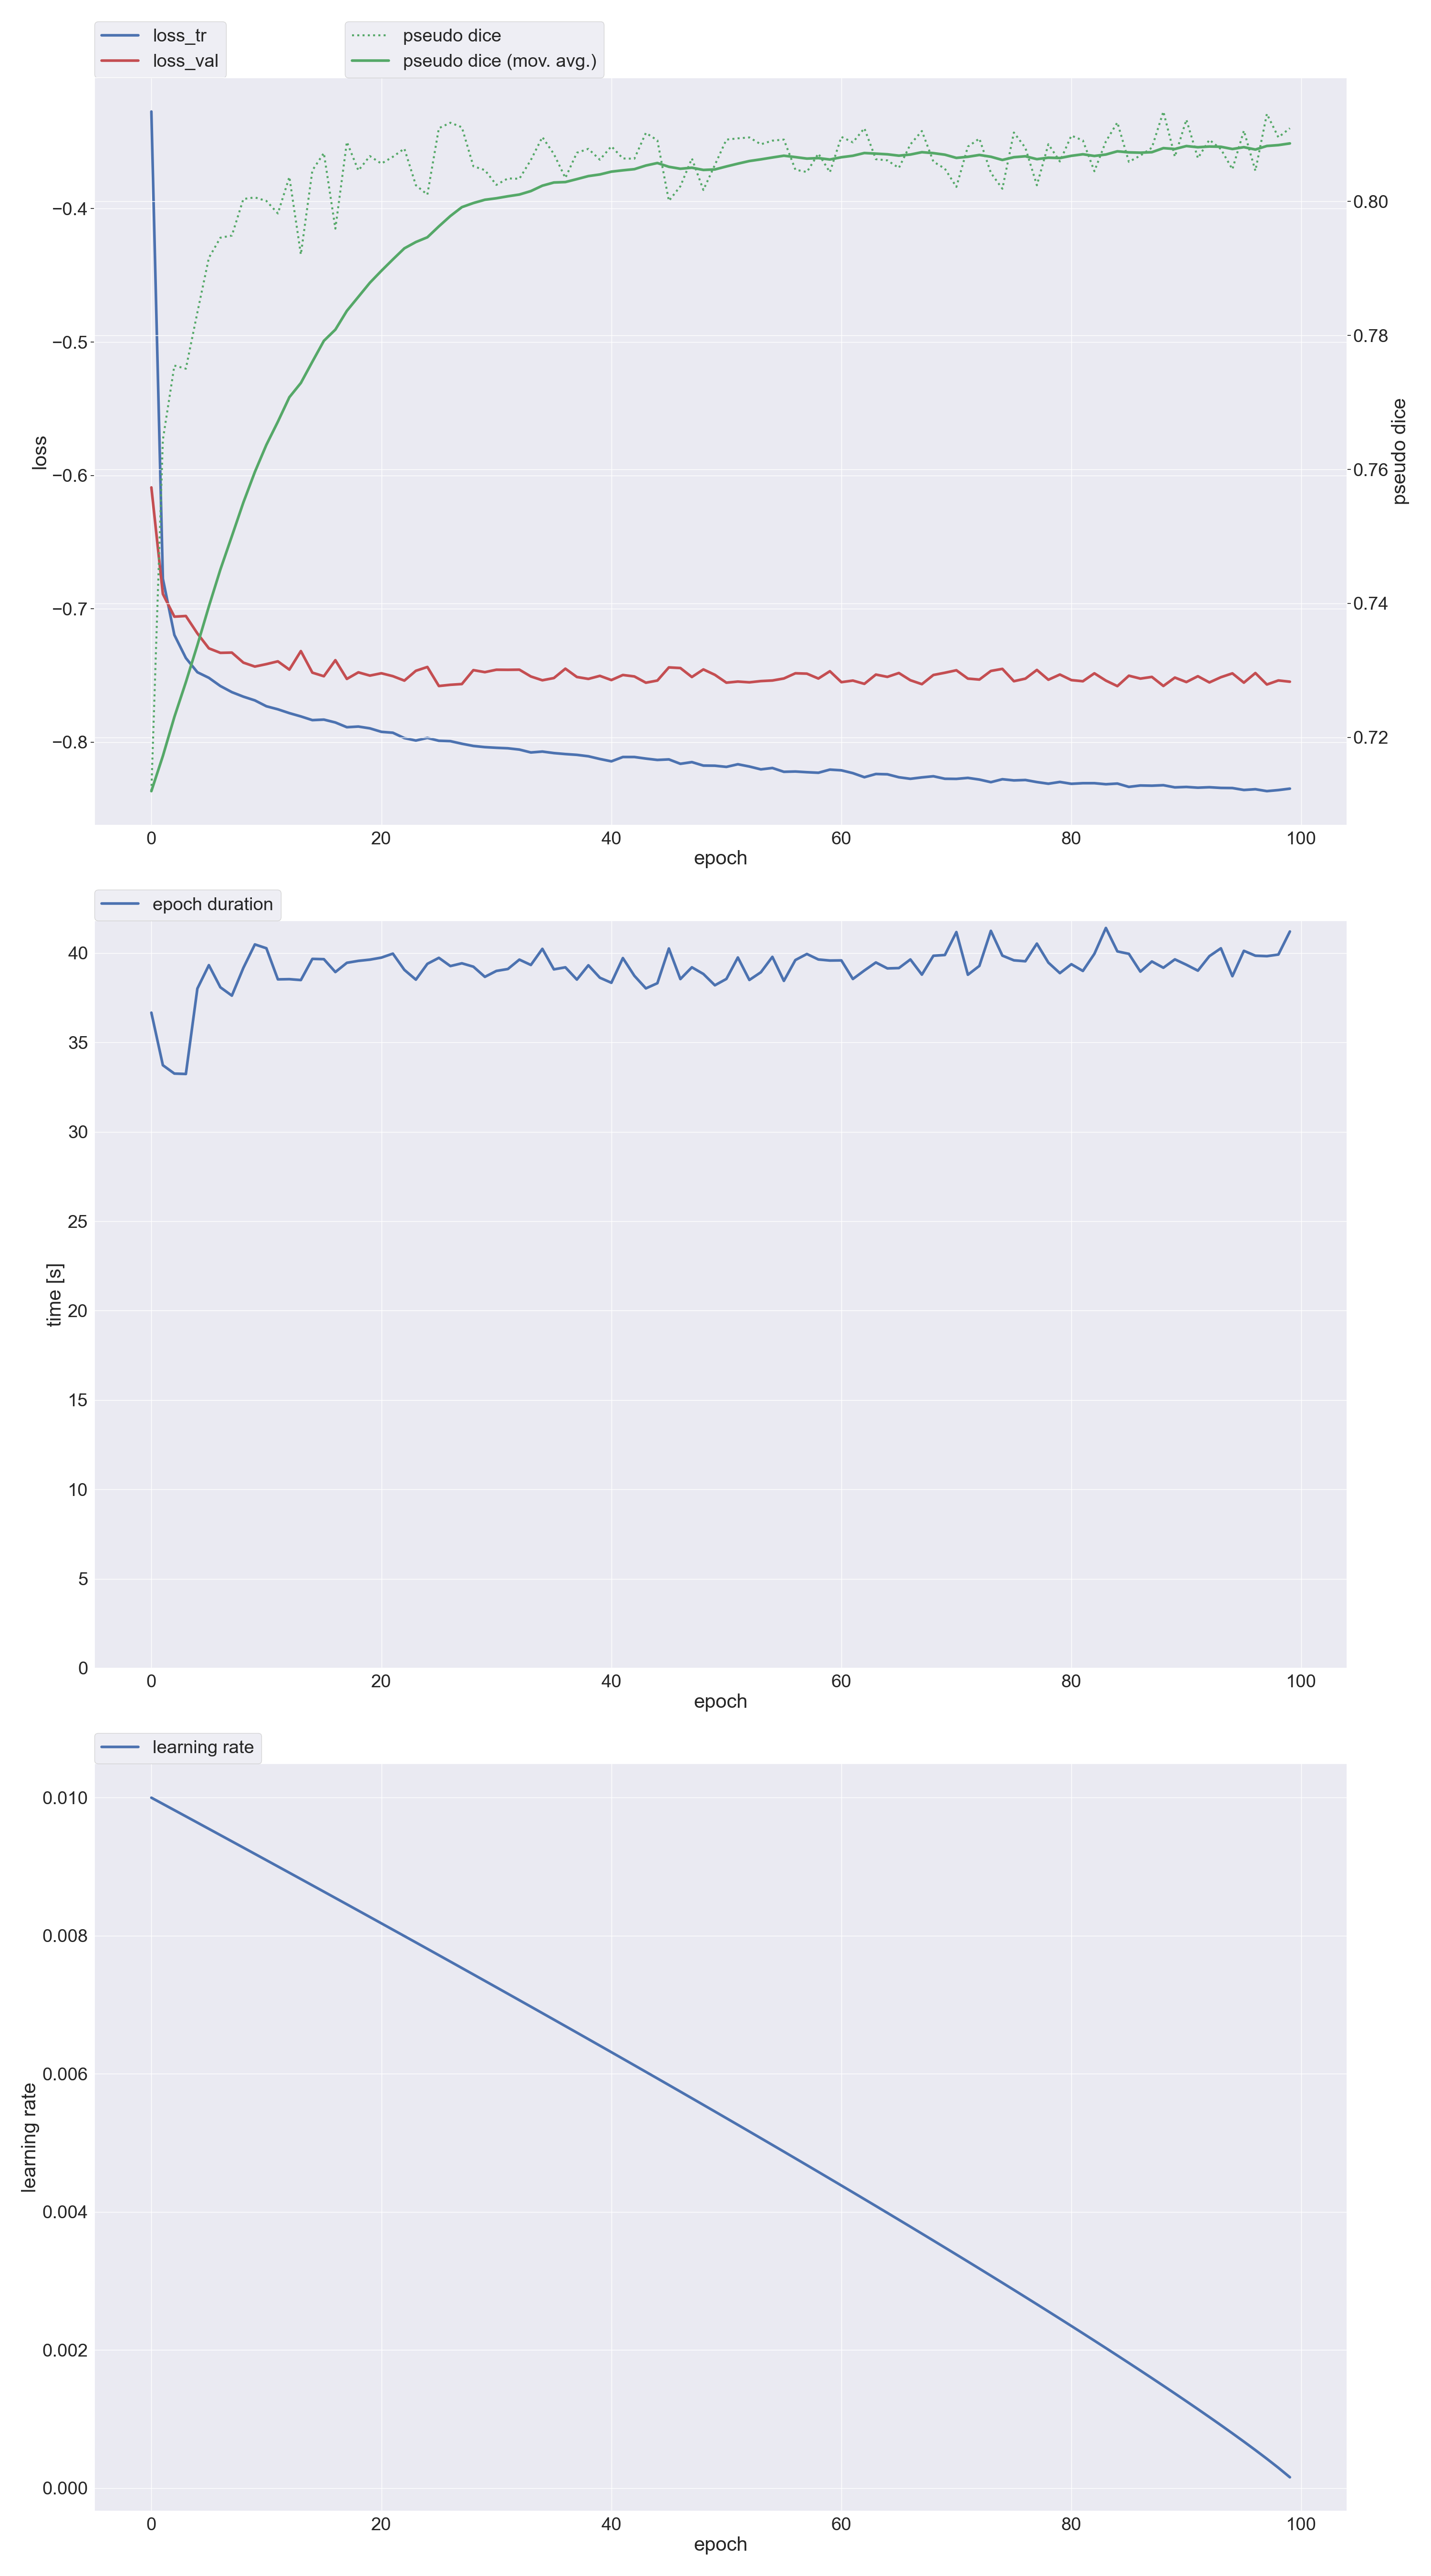 loss_tr
loss_val
pseudo dice
pseudo dice (mov. avg.)
−0.4
−0.5
−0.6
−0.7
−0.8
loss
0.80
0.78
0.76
0.74
0.72
pseudo dice
0 20 40 60 80 100
epoch
epoch duration
40
35
30
25
20
15
10
5
0
time [s]
0 20 40 60 80 100
epoch
learning rate
0.010
0.008
0.006
0.004
0.002
0.000
learning rate
0 20 40 60 80 100
epoch